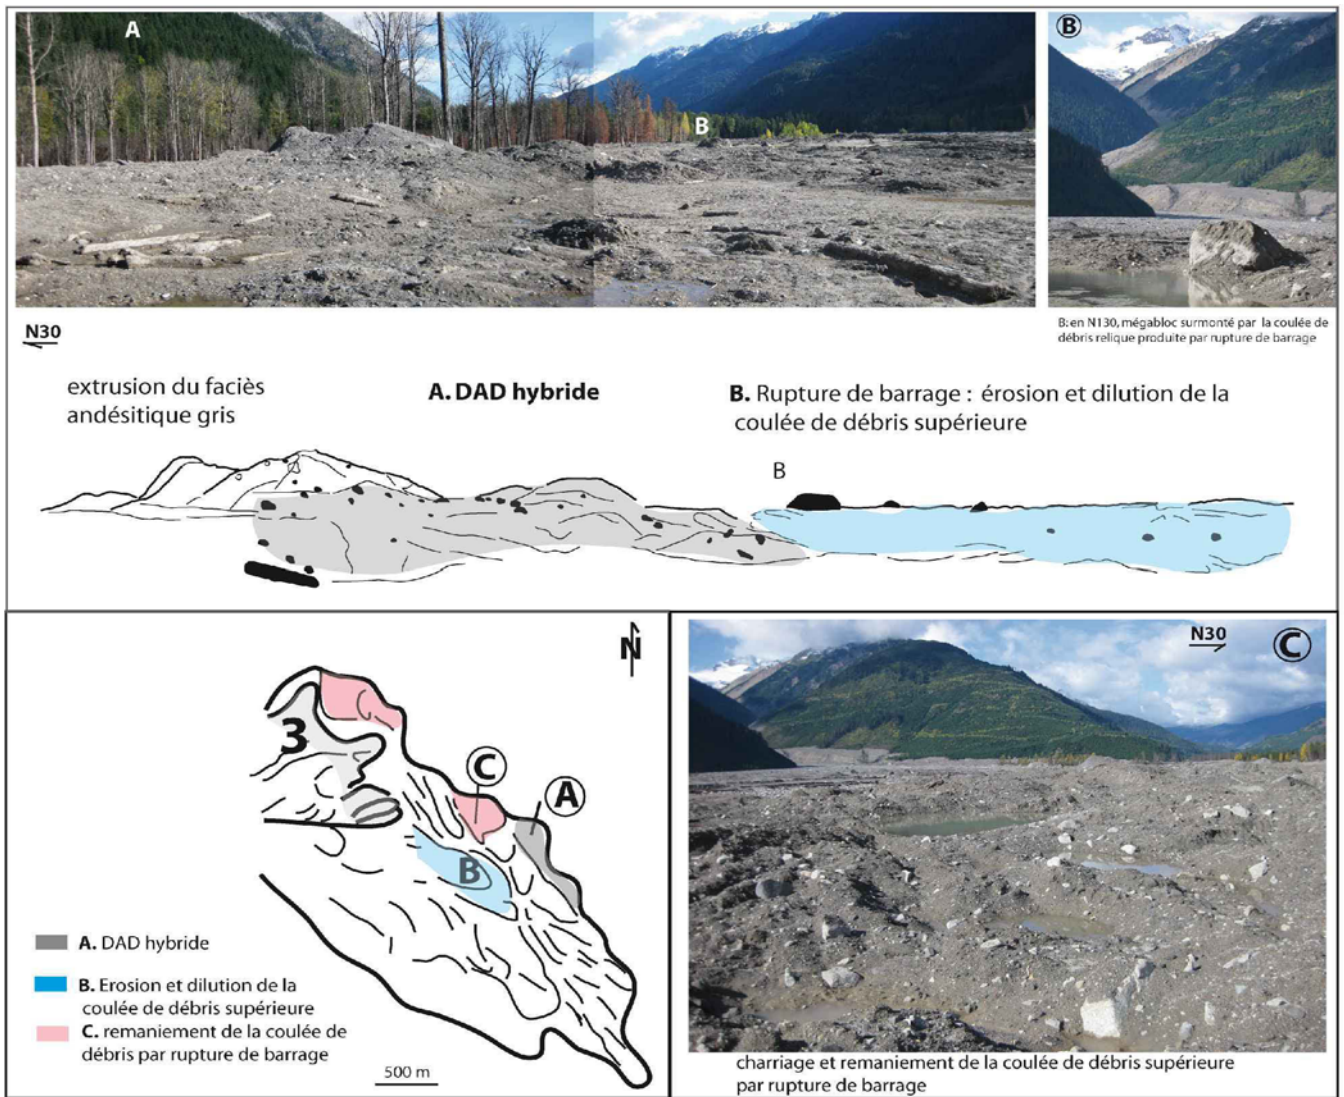 A
B
B
B: en N130, mégabloc surmonté par la coulée de
débris relique produite par rupture de barrage
N30
extrusion du faciès
andésitique gris
A. DAD hybride
B. Rupture de barrage : érosion et dilution de la
coulée de débris supérieure
B
N
3
C
A
B
A. DAD hybride
B. Erosion et dilution de la
coulée de débris supérieure
C. remaniement de la coulée de
débris par rupture de barrage
500 m
N30
C
charriage et remaniement de la coulée de débris supérieure
par rupture de barrage